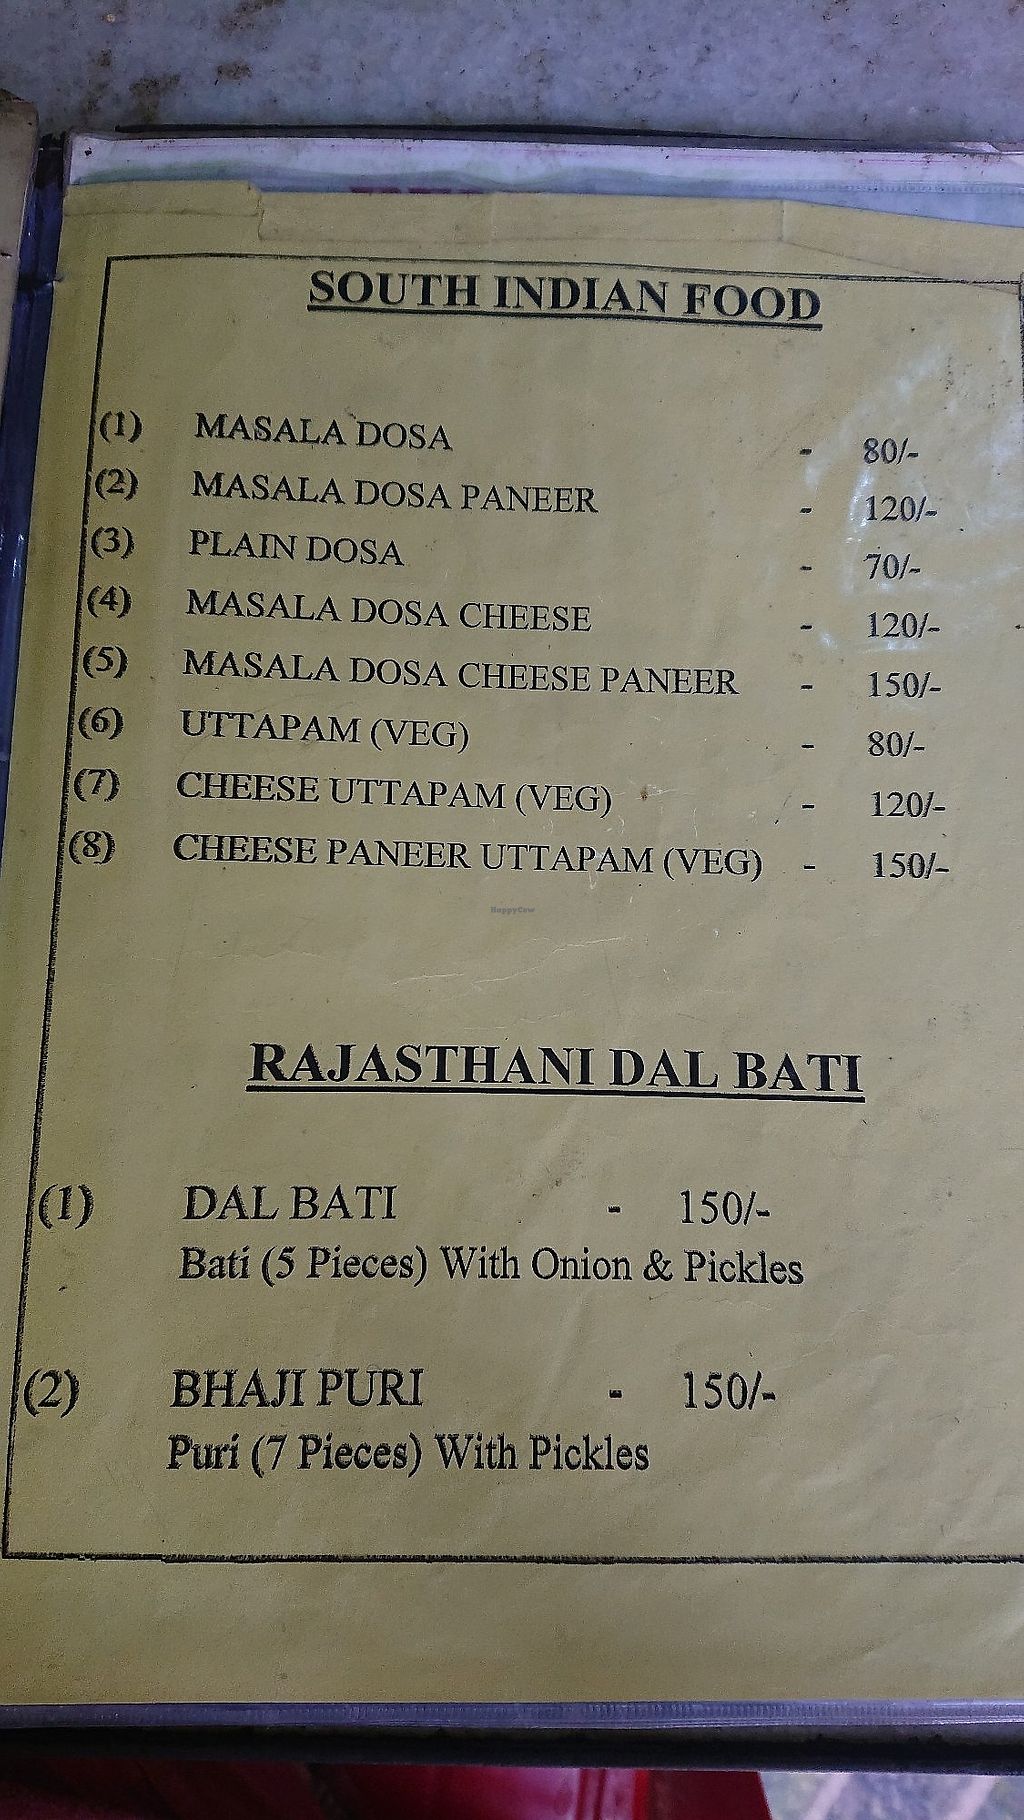 SOUTH INDIAN FOOD
(1) MASALA DOSA - 80/-
(2) MASALA DOSA PANEER - 120/-
(3) PLAIN DOSA - 70/-
(4) MASALA DOSA CHEESE - 120/-
(5) MASALA DOSA CHEESE PANEER - 150/-
(6) UTTAPAM (VEG) - 80/-
(7) CHEESE UTTAPAM (VEG) - 120/-
(8) CHEESE PANEER UTTAPAM (VEG) - 150/-
HappyCow
RAJASTHANI DAL BATI
(1) DAL BATI - 150/-
Bati (5 Pieces) With Onion & Pickles
(2) BHAJI PURI - 150/-
Puri (7 Pieces) With Pickles